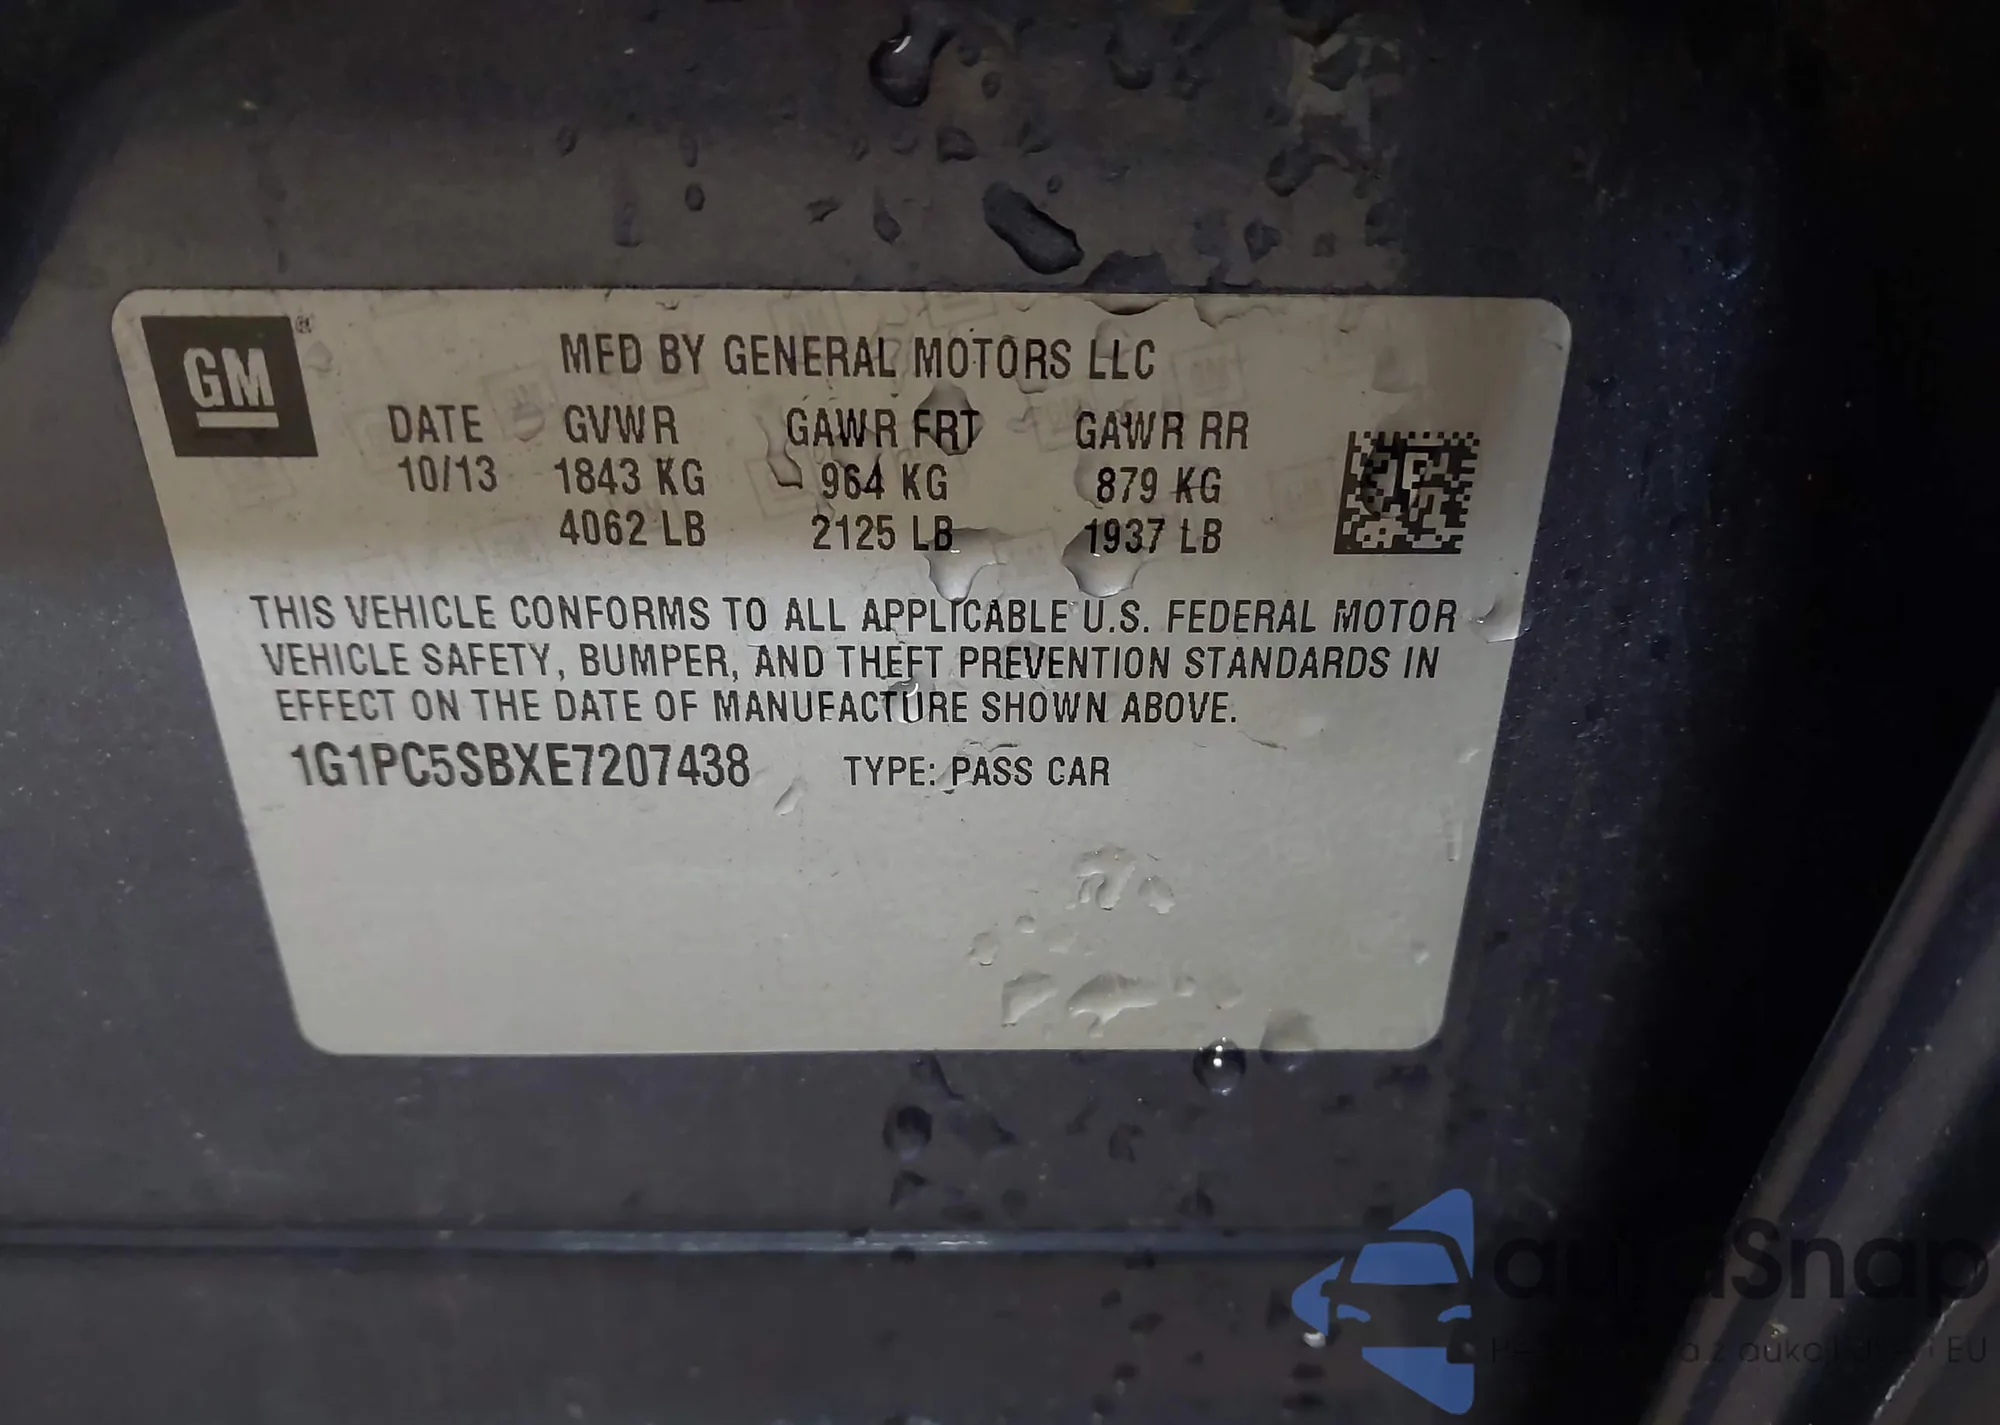 GM
MFD BY GENERAL MOTORS LLC
DATE GVWR GAWR FRT GAWR RR
10/13 1843 KG 964 KG 879 KG
4062 LB 2125 LB 1937 LB
THIS VEHICLE CONFORMS TO ALL APPLICABLE U.S. FEDERAL MOTOR
VEHICLE SAFETY, BUMPER, AND THEFT PREVENTION STANDARDS IN
EFFECT ON THE DATE OF MANUFACTURE SHOWN ABOVE.
1G1PC5SBXE7207438 TYPE: PASS CAR
EU